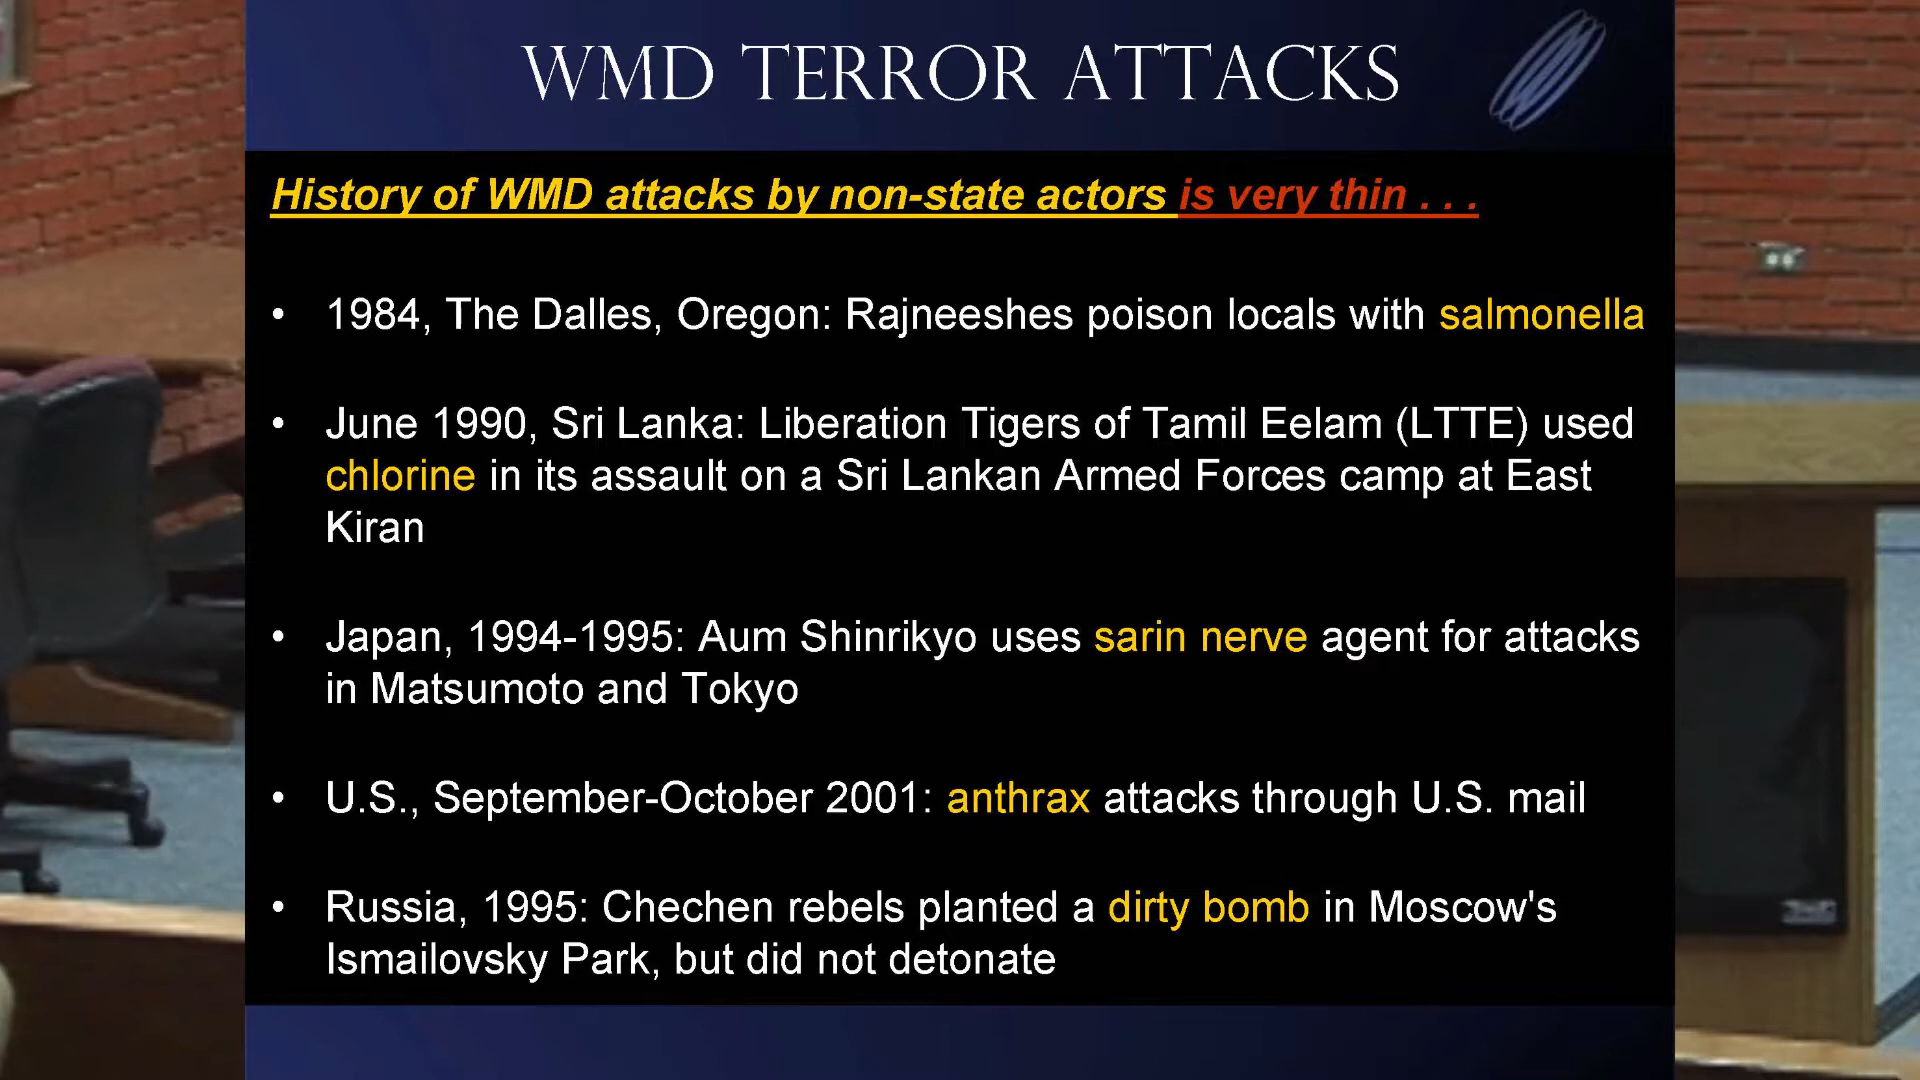 WMD TERROR ATTACKS
History of WMD attacks by non-state actors is very thin . . .
• 1984, The Dalles, Oregon: Rajneeshes poison locals with salmonella
• June 1990, Sri Lanka: Liberation Tigers of Tamil Eelam (LTTE) used
chlorine in its assault on a Sri Lankan Armed Forces camp at East
Kiran
• Japan, 1994-1995: Aum Shinrikyo uses sarin nerve agent for attacks
in Matsumoto and Tokyo
• U.S., September-October 2001: anthrax attacks through U.S. mail
• Russia, 1995: Chechen rebels planted a dirty bomb in Moscow's
Ismailovsky Park, but did not detonate